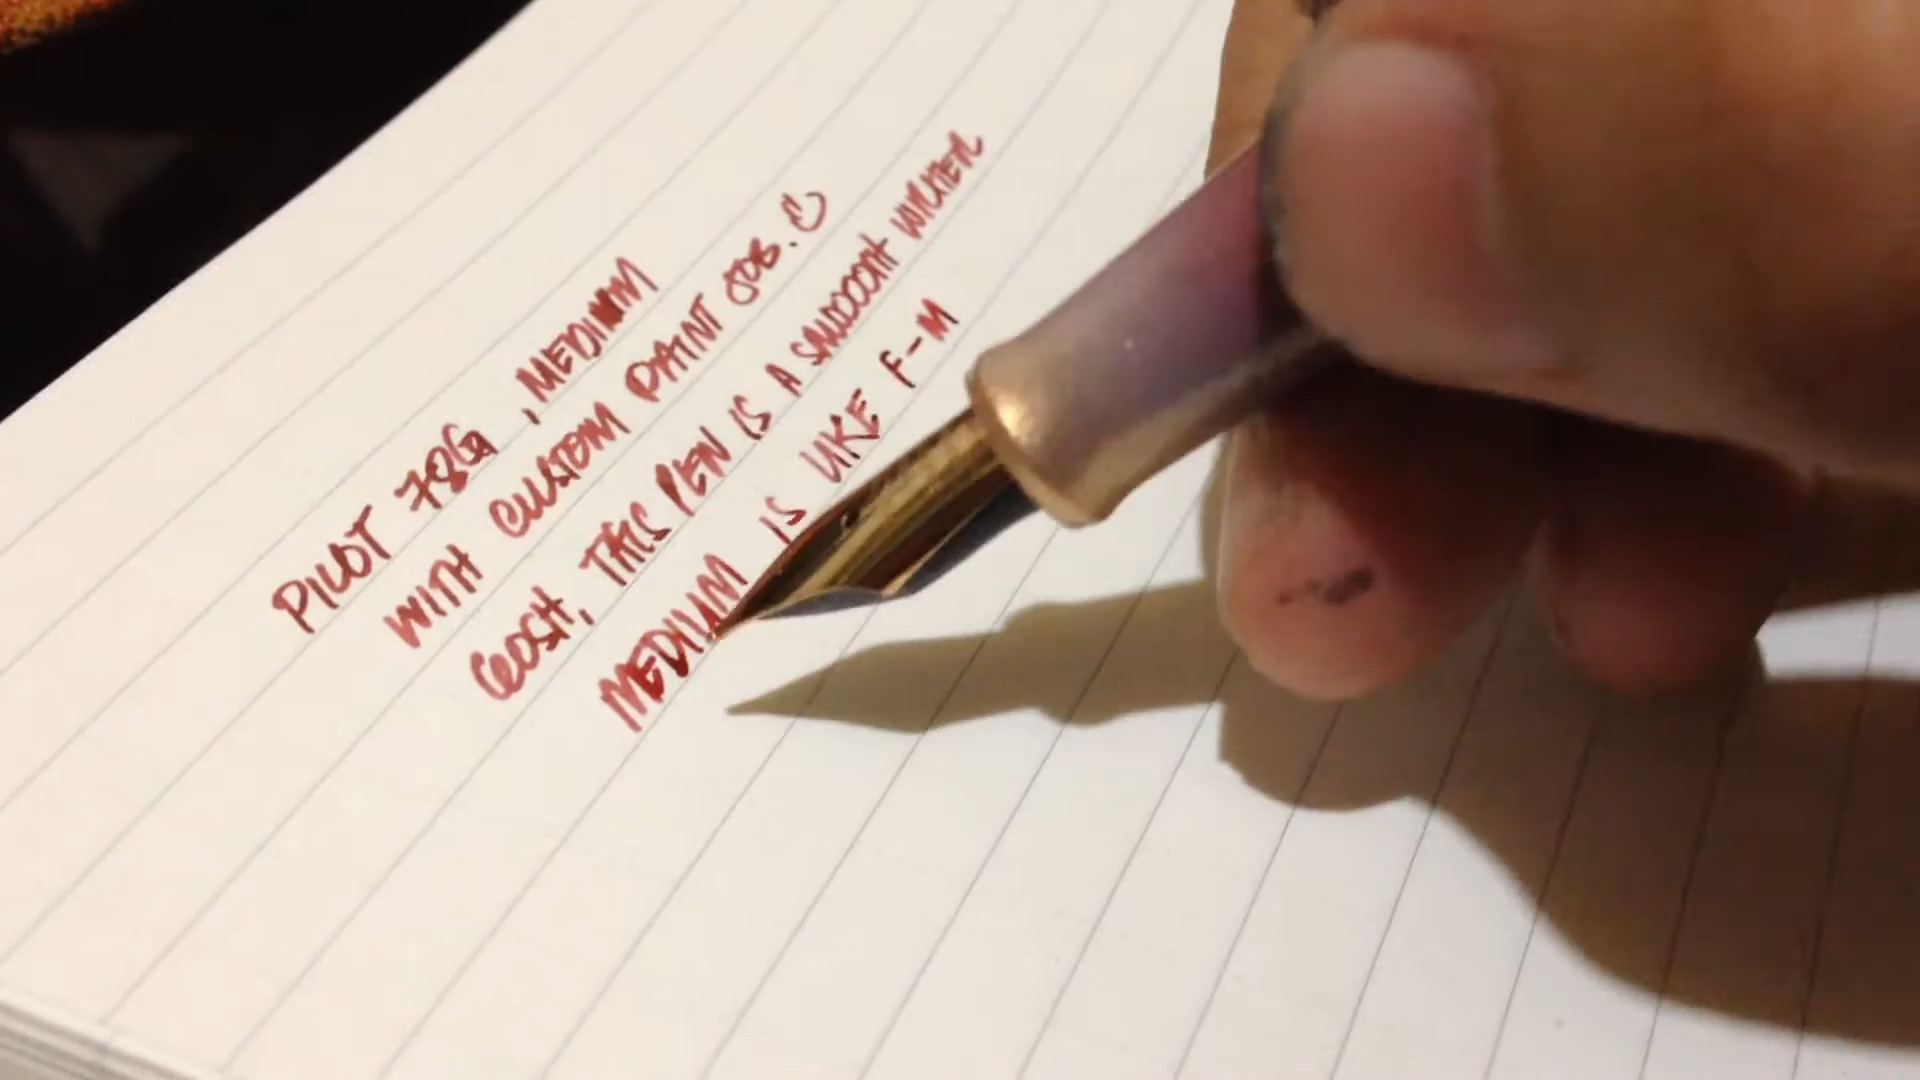 PILOT 78G, MEDIUM
WITH CUSTOM PAINT JOB. ☺
GOSH, THIS PEN IS A SMOOOOTH WRITER
MEDIUM IS LIKE F-M